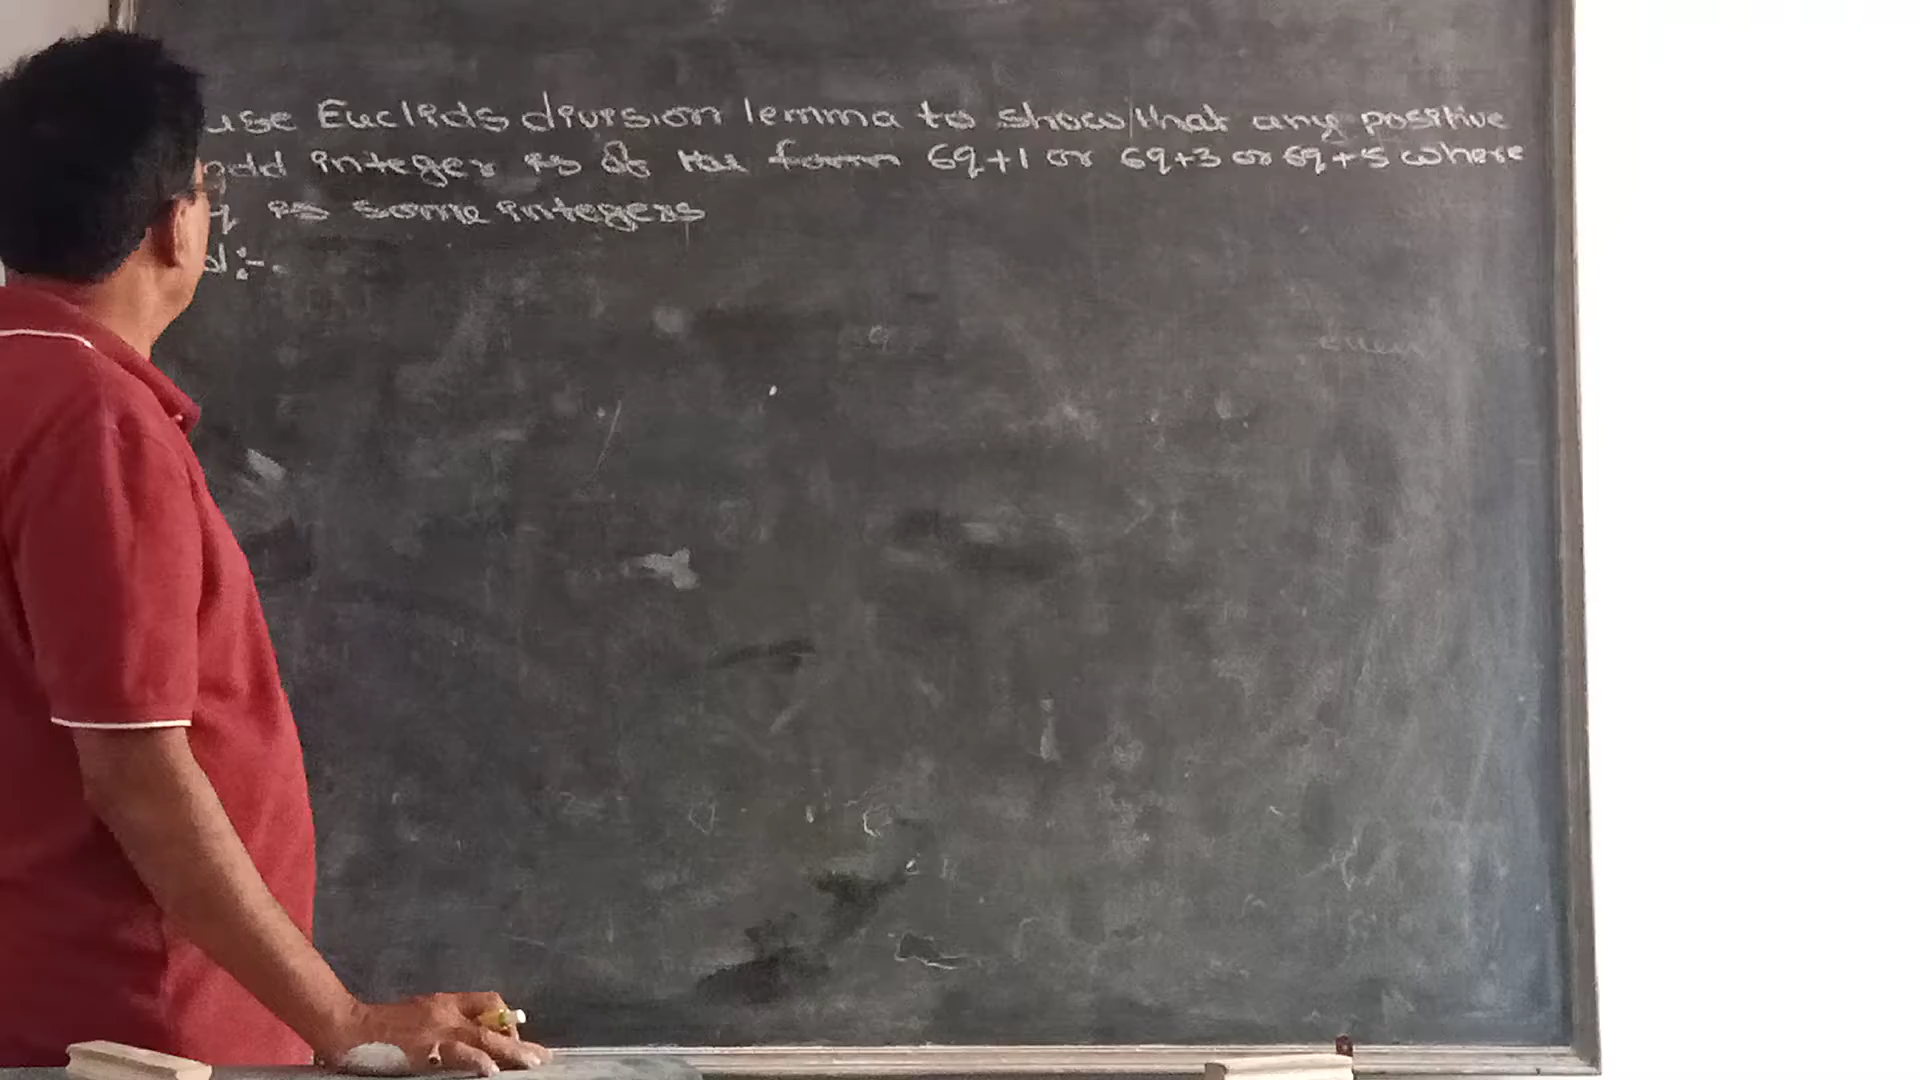 use Euclids division lemma to show that any positive
odd integer is of the form 6q+1 or 6q+3 or 6q+5 where
q is some integers